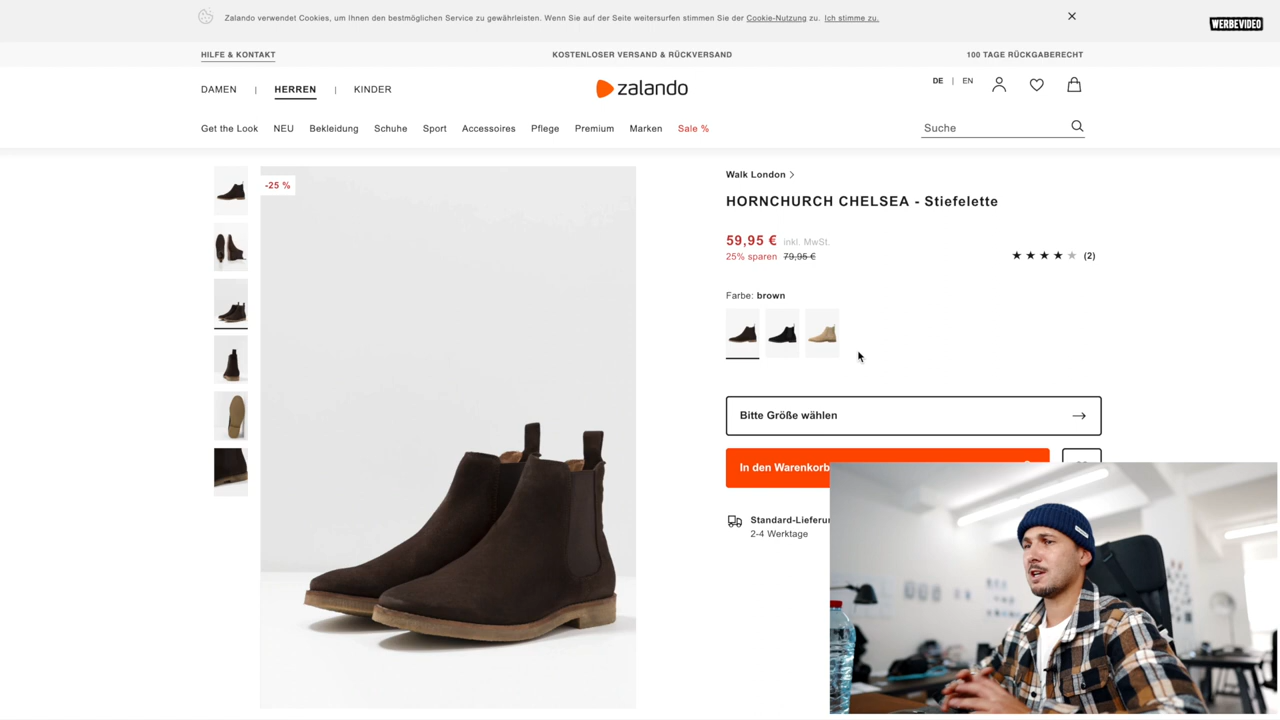 Zalando verwendet Cookies, um Ihnen den bestmöglichen Service zu gewährleisten. Wenn Sie auf der Seite weitersurfen stimmen Sie der Cookie-Nutzung zu. Ich stimme zu.
WERBEVIDEO
HILFE & KONTAKT
KOSTENLOSER VERSAND & RÜCKVERSAND
100 TAGE RÜCKGABERECHT
DAMEN | HERREN | KINDER
zalando
DE | EN
Get the Look NEU Bekleidung Schuhe Sport Accessoires Pflege Premium Marken Sale %
Suche
-25 %
Walk London
HORNCHURCH CHELSEA - Stiefelette
59,95 € inkl. MwSt.
25% sparen 79,95 €
(2)
Farbe: brown
Bitte Größe wählen
In den Warenkorb
Standard-Lieferun
2-4 Werktage